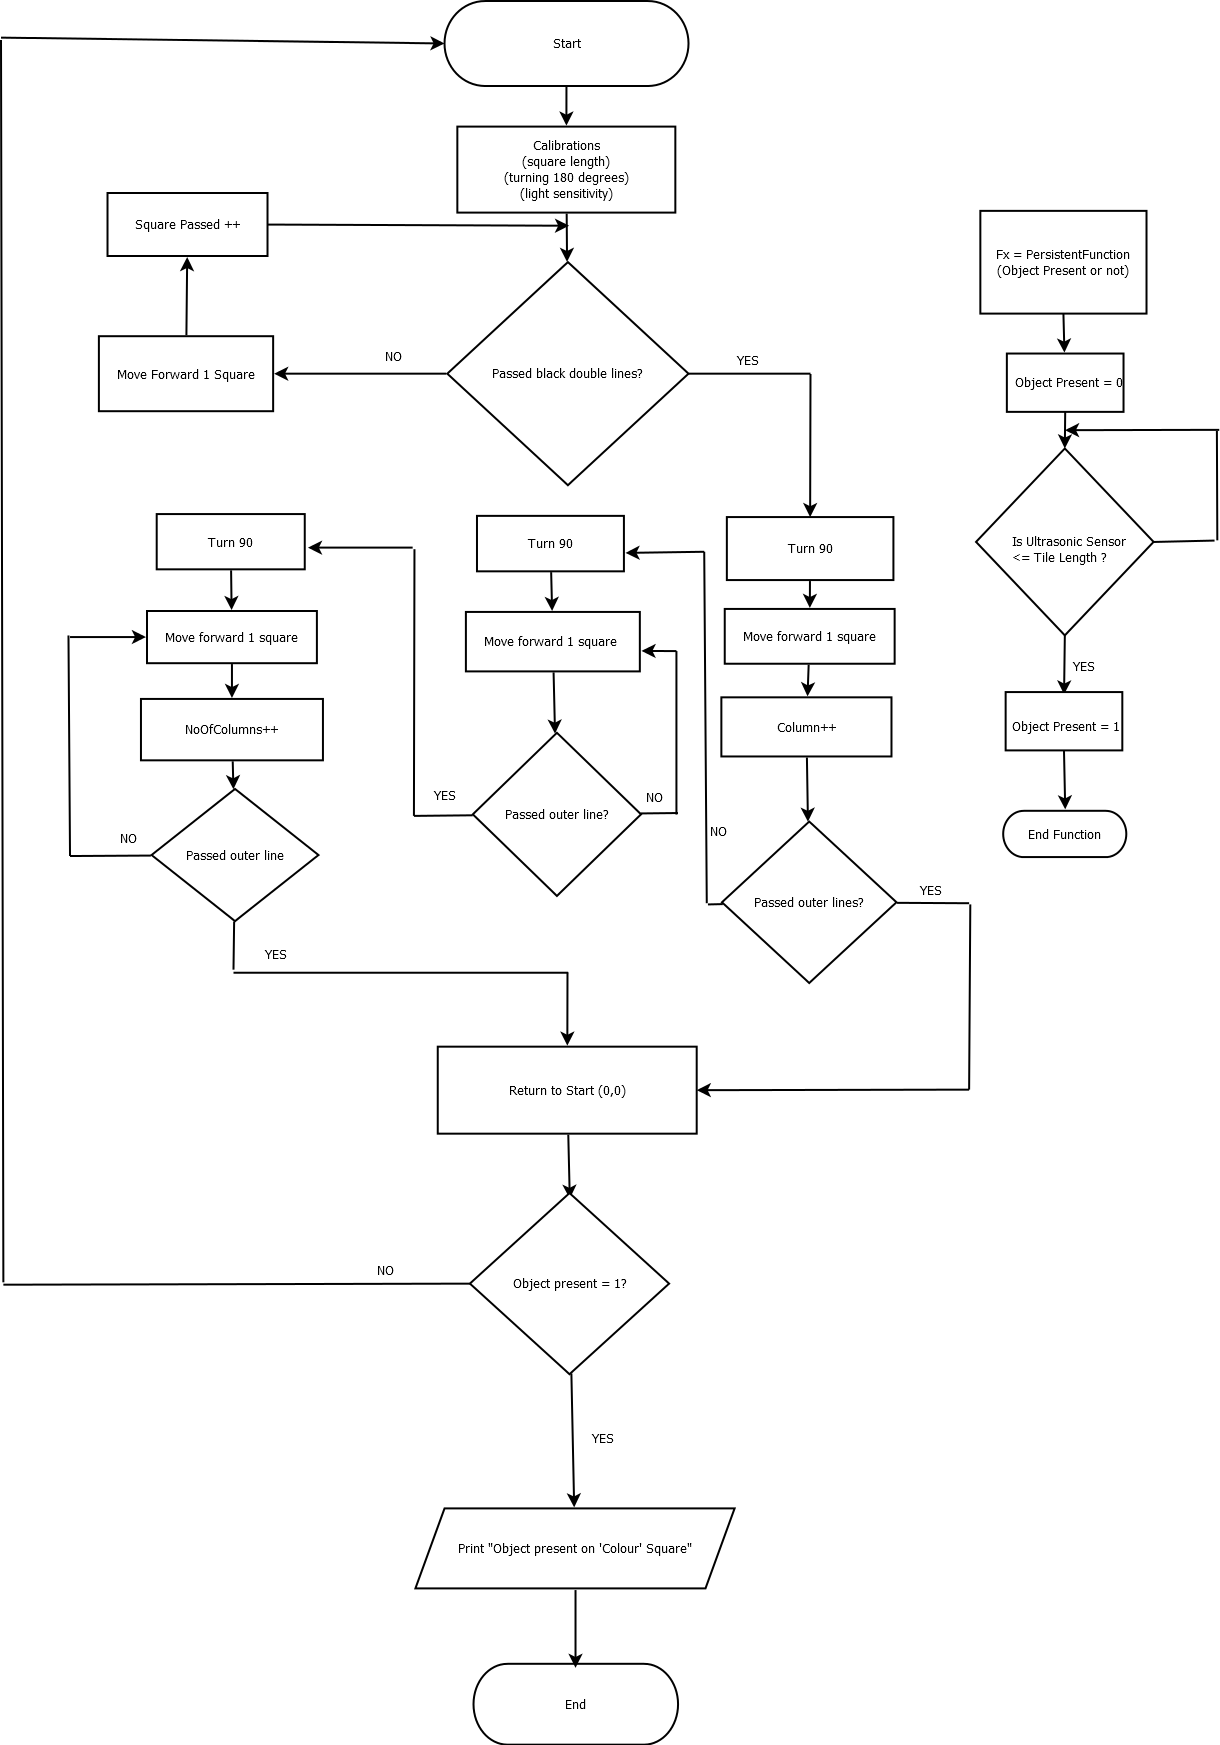 Start
Calibrations
(square length)
(turning 180 degrees)
(light sensitivity)
Square Passed ++
Fx = PersistentFunction
(Object Present or not)
NO
YES
Move Forward 1 Square
Passed black double lines?
Object Present = 0
Turn 90
Turn 90
Turn 90
Is Ultrasonic Sensor
<= Tile Length ?
Move forward 1 square
Move forward 1 square
Move forward 1 square
YES
NoOfColumns++
Column++
Object Present = 1
YES
NO
Passed outer line?
NO
NO
End Function
Passed outer line
YES
Passed outer lines?
YES
Return to Start (0,0)
NO
Object present = 1?
YES
Print "Object present on 'Colour' Square"
End